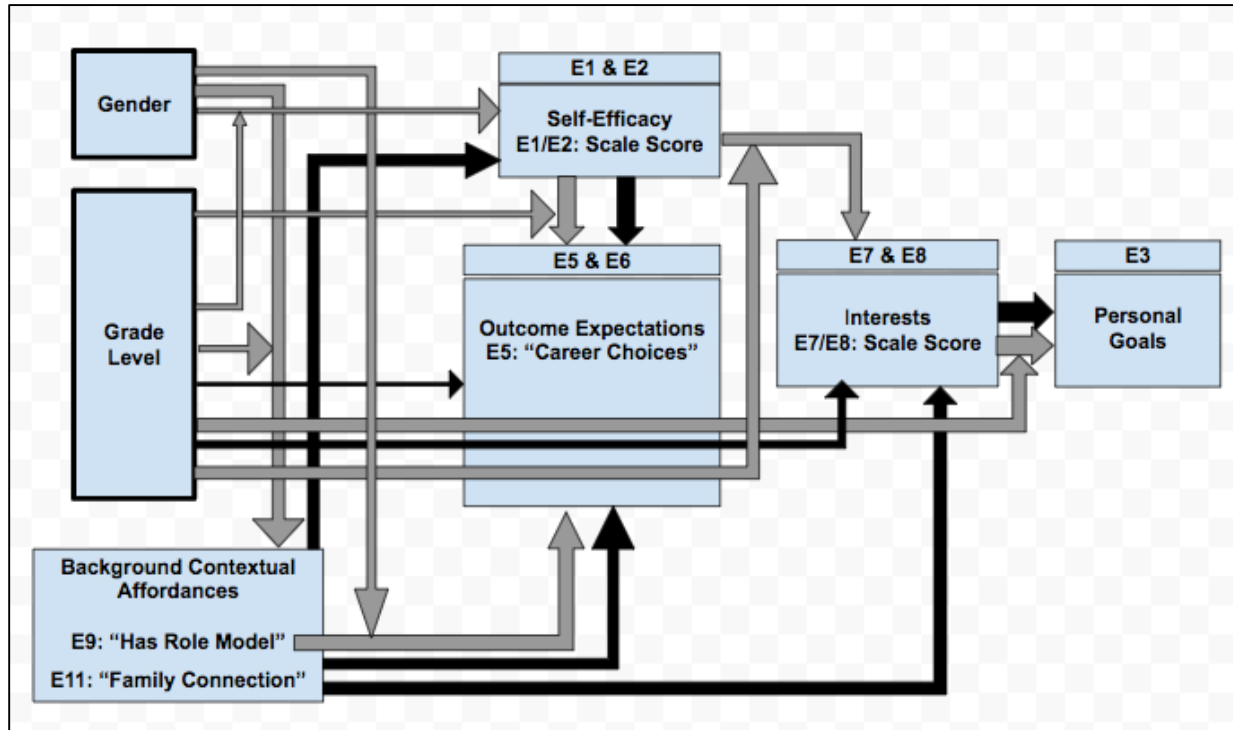 Gender
Grade
Level
E1 & E2
Self-Efficacy
E1/E2: Scale Score
E5 & E6
Outcome Expectations
E5: “Career Choices”
E7 & E8
Interests
E7/E8: Scale Score
E3
Personal
Goals
Background Contextual
Affordances
E9: “Has Role Model”
E11: “Family Connection”